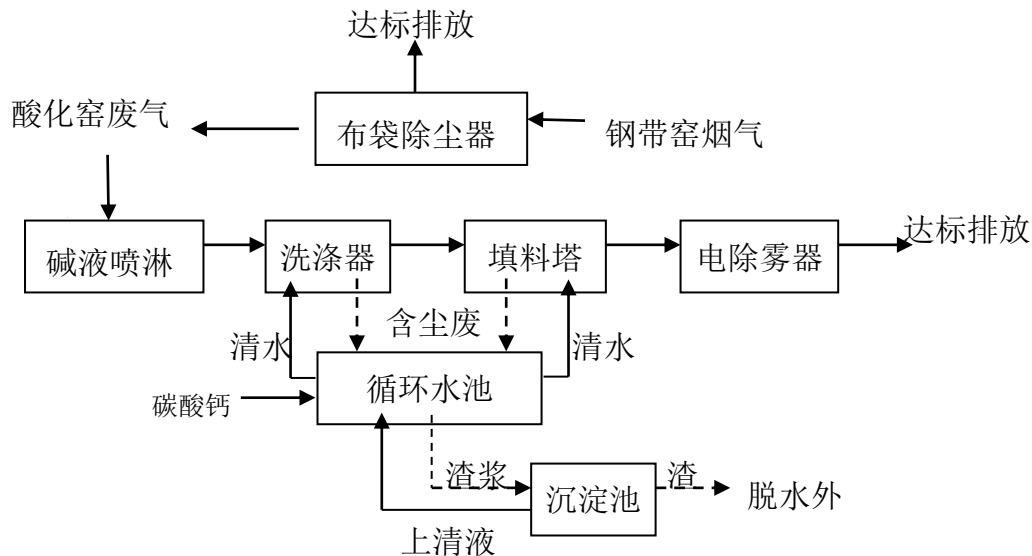 达标排放
酸化窑废气
布袋除尘器
钢带窑烟气
碱液喷淋
洗涤器
填料塔
电除雾器
达标排放
清水
含尘废
清水
循环水池
碳酸钙
渣浆
沉淀池
渣
脱水外
上清液